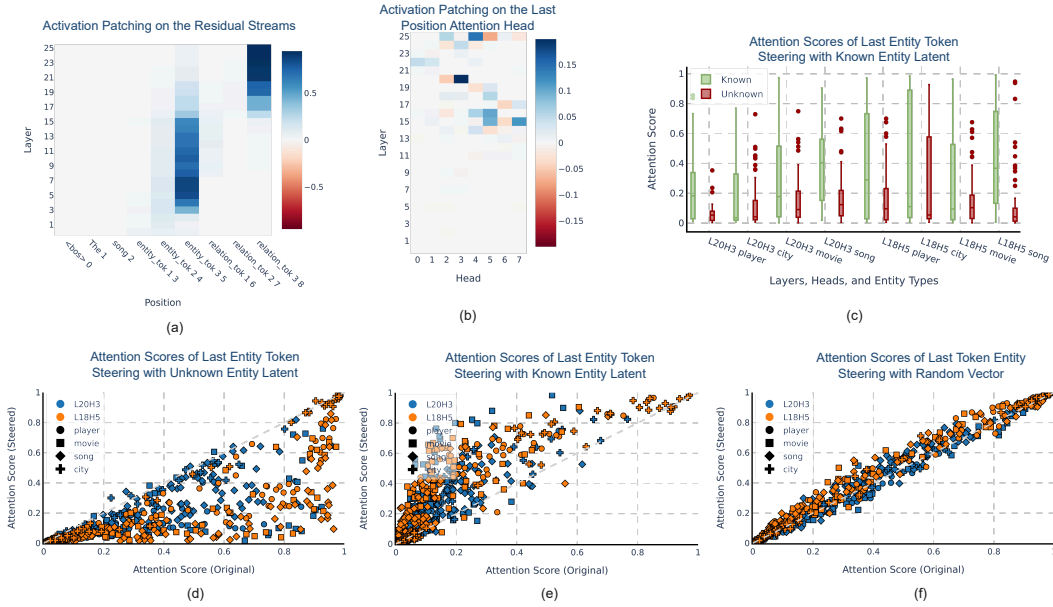 Activation Patching on the Residual Streams
25
23
21
19
17
15
13
11
9
7
5
3
1
Layer
0.5
0
−0.5
<bos> 0
The 1
song 2
entity_tok 1 3
entity_tok 2 4
entity_tok 3 5
relation_tok 1 6
relation_tok 2 7
relation_tok 3 8
Position
(a)
Activation Patching on the Last
Position Attention Head
25
23
21
19
17
15
13
11
9
7
5
3
1
Layer
0.15
0.1
0.05
0
−0.05
−0.1
−0.15
0 1 2 3 4 5 6 7
Head
(b)
Attention Scores of Last Entity Token
Steering with Known Entity Latent
Known
Unknown
1
0.8
0.6
0.4
0.2
0
Attention Score
L20H3 player
L20H3 city
L20H3 movie
L20H3 song
L18H5 player
L18H5 city
L18H5 movie
L18H5 song
Layers, Heads, and Entity Types
(c)
Attention Scores of Last Entity Token
Steering with Unknown Entity Latent
L20H3
L18H5
player
movie
song
city
1
0.8
0.6
0.4
0.2
0
Attention Score (Steered)
0 0.2 0.4 0.6 0.8 1
Attention Score (Original)
(d)
Attention Scores of Last Entity Token
Steering with Known Entity Latent
L20H3
L18H5
player
movie
song
city
1
0.8
0.6
0.4
0.2
0
Attention Score (Steered)
0 0.2 0.4 0.6 0.8 1
Attention Score (Original)
(e)
Attention Scores of Last Token Entity
Steering with Random Vector
L20H3
L18H5
player
movie
song
city
1
0.8
0.6
0.4
0.2
0
Attention Score (Steered)
0 0.2 0.4 0.6 0.8 1
Attention Score (Original)
(f)